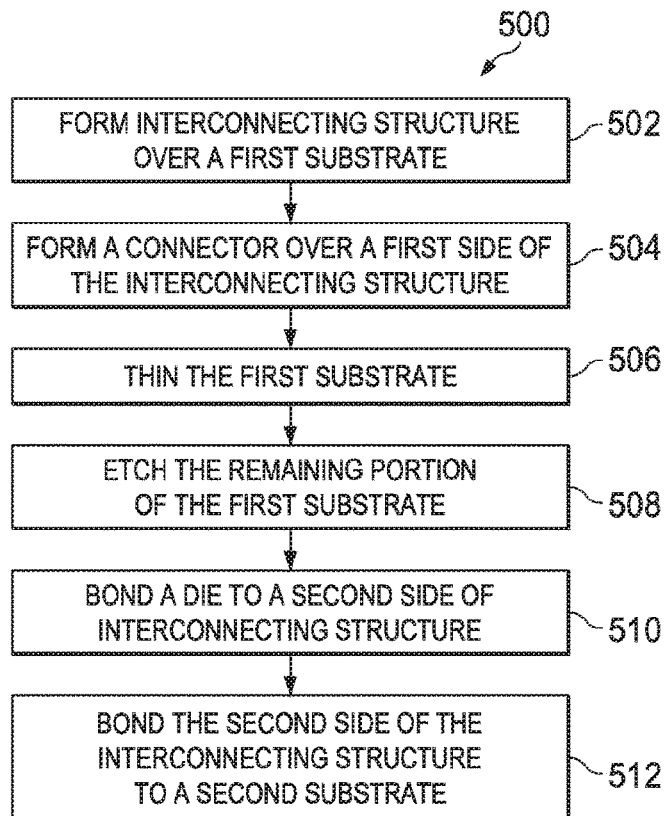 500
FORM INTERCONNECTING STRUCTURE
OVER A FIRST SUBSTRATE
502
FORM A CONNECTOR OVER A FIRST SIDE OF
THE INTERCONNECTING STRUCTURE
504
THIN THE FIRST SUBSTRATE
506
ETCH THE REMAINING PORTION
OF THE FIRST SUBSTRATE
508
BOND A DIE TO A SECOND SIDE OF
INTERCONNECTING STRUCTURE
510
BOND THE SECOND SIDE OF THE
INTERCONNECTING STRUCTURE
TO A SECOND SUBSTRATE
512